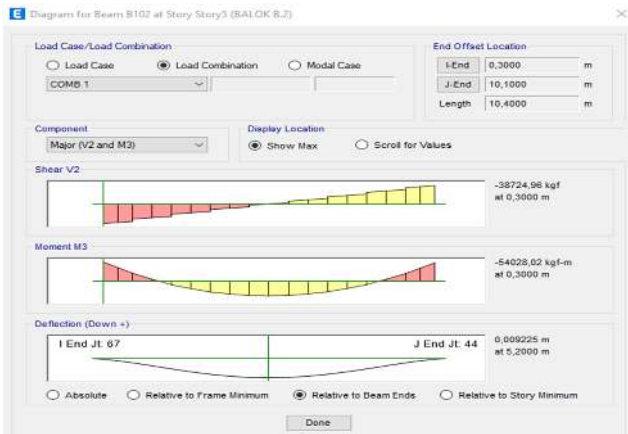 Diagram for Beam B102 at Story Story3 (BALOK B.2)
Load Case/Load Combination
Load Case Load Combination Modal Case
COMB 1
End Offset Location
I-End 0,3000 m
J-End 10,1000 m
Length 10,4000 m
Component
Major (V2 and M3)
Display Location
Show Max Scroll for Values
Shear V2
-38724,96 kgf
at 0,3000 m
Moment M3
-54028,02 kgf-m
at 0,3000 m
Deflection (Down +)
I End Jt: 67 J End Jt: 44
0,009225 m
at 5,2000 m
Absolute Relative to Frame Minimum Relative to Beam Ends Relative to Story Minimum
Done